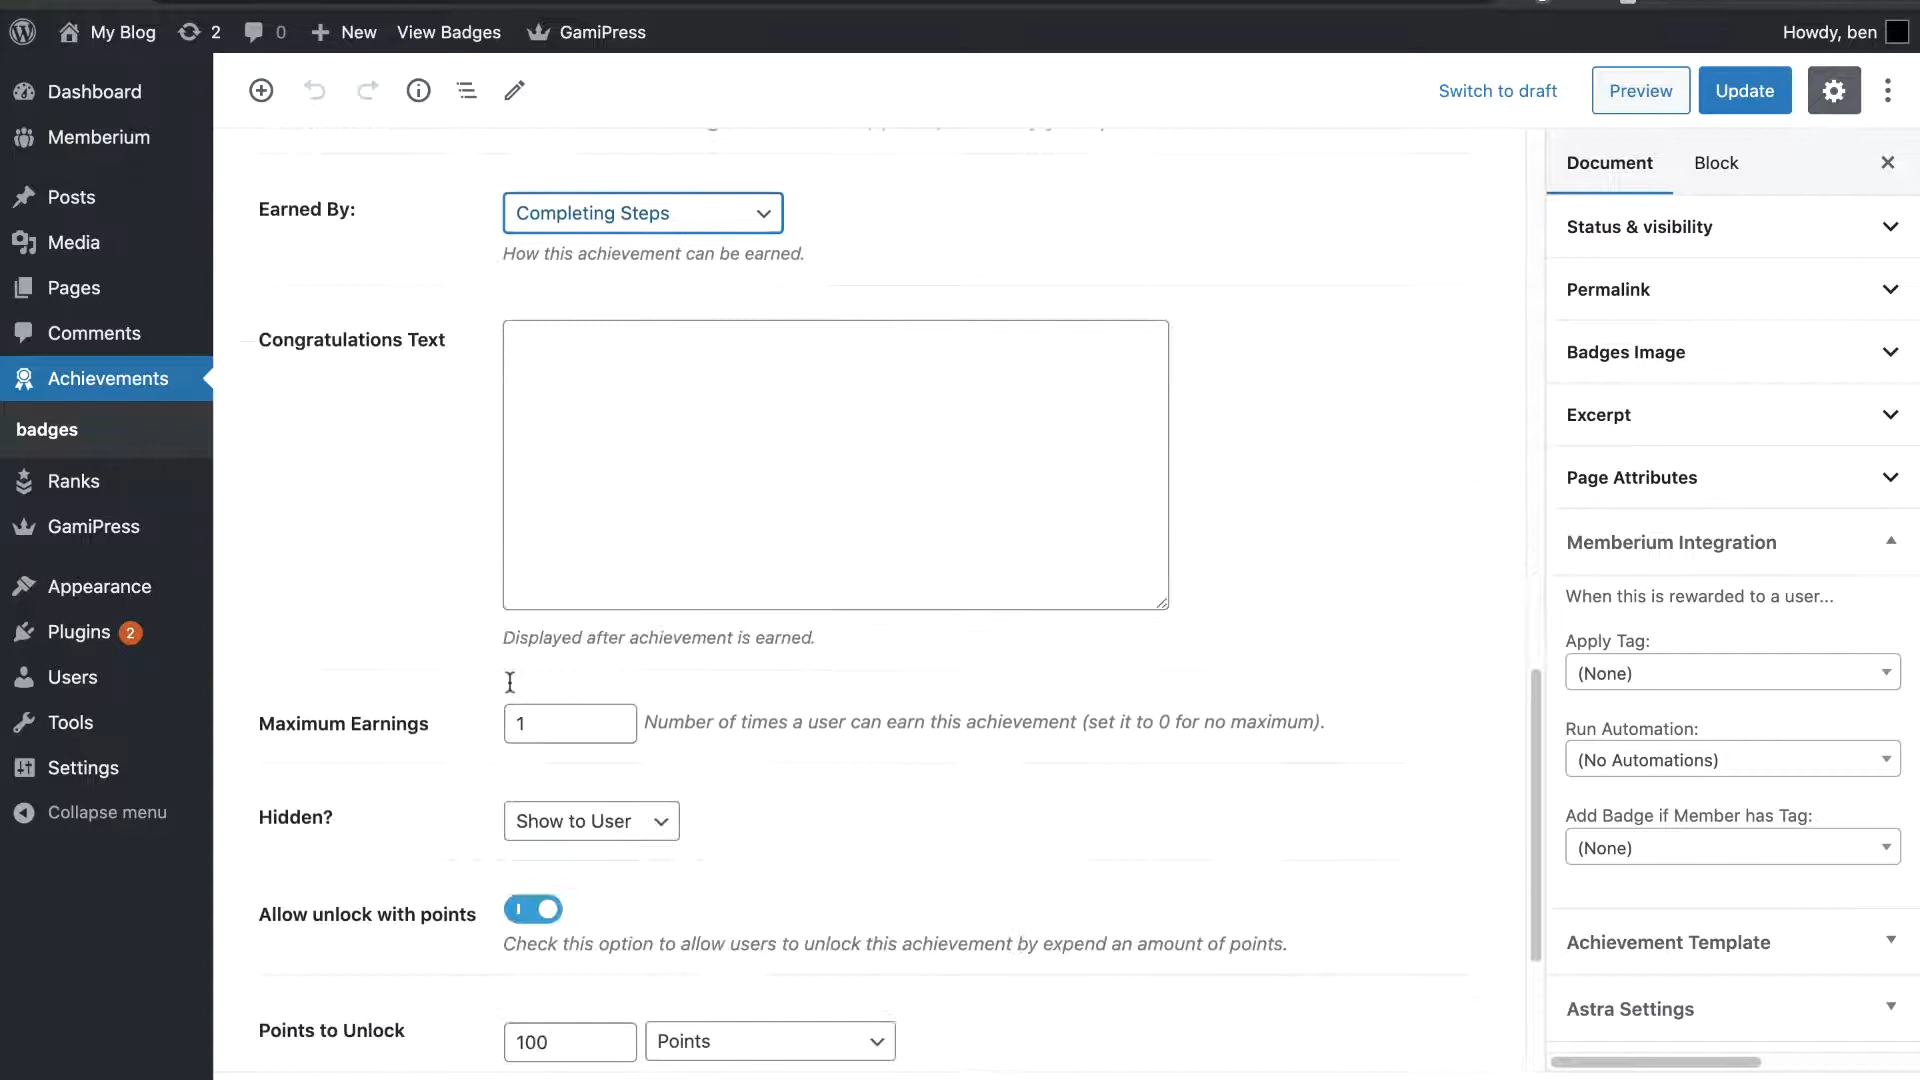 My Blog
2
0
New
View Badges
GamiPress
Howdy, ben
Dashboard
Memberium
Posts
Media
Pages
Comments
Achievements
badges
Ranks
GamiPress
Appearance
Plugins 2
Users
Tools
Settings
Collapse menu
Switch to draft
Preview
Update
Earned By:
Completing Steps
How this achievement can be earned.
Congratulations Text
Displayed after achievement is earned.
Maximum Earnings
1
Number of times a user can earn this achievement (set it to 0 for no maximum).
Hidden?
Show to User
Allow unlock with points
Check this option to allow users to unlock this achievement by expend an amount of points.
Points to Unlock
100
Points
Document
Block
Status & visibility
Permalink
Badges Image
Excerpt
Page Attributes
Memberium Integration
When this is rewarded to a user...
Apply Tag:
(None)
Run Automation:
(No Automations)
Add Badge if Member has Tag:
(None)
Achievement Template
Astra Settings